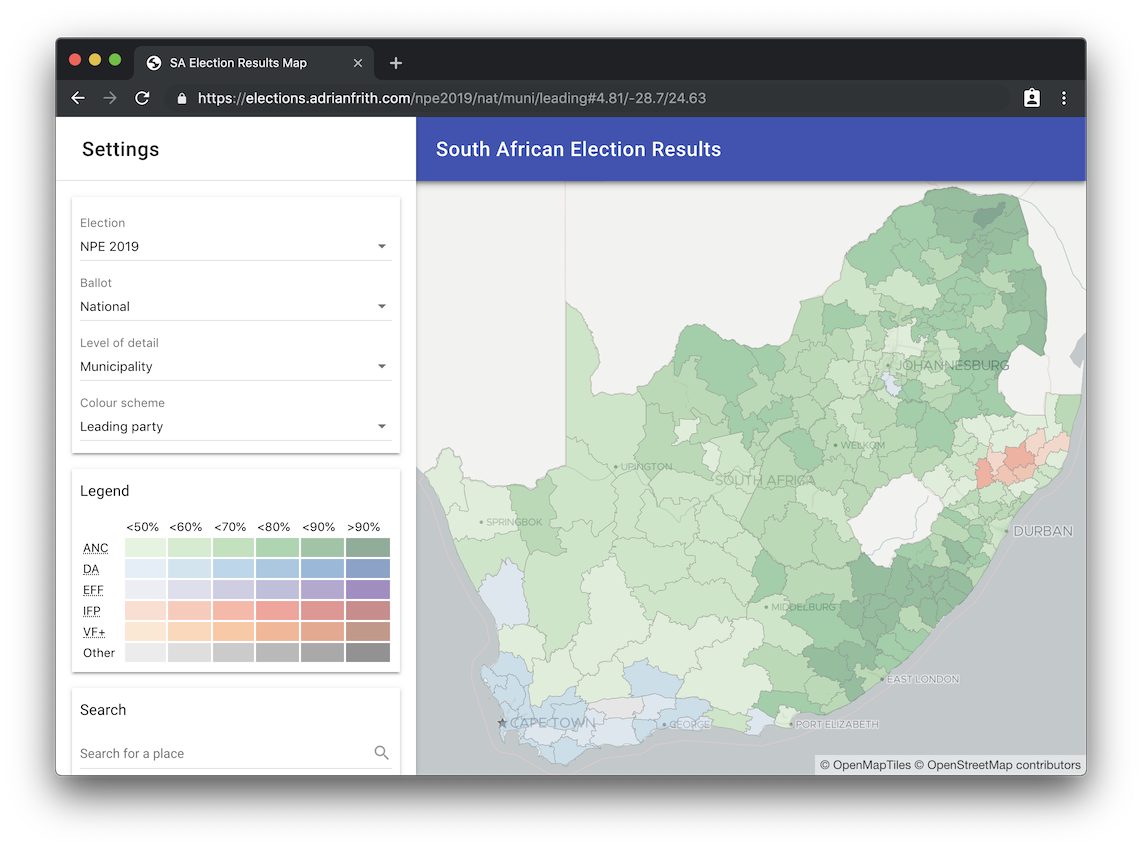 SA Election Results Map
https://elections.adrianfrith.com/npe2019/nat/muni/leading#4.81/-28.7/24.63
Settings
South African Election Results
Election
NPE 2019
Ballot
National
Level of detail
Municipality
Colour scheme
Leading party
Legend
<50% <60% <70% <80% <90% >90%
ANC
DA
EFF
IFP
VF+
Other
Search
Search for a place
JOHANNESBURG
WELKOM
UPINGTON
SOUTH AFRICA
SPRINGBOK
DURBAN
MIDDELBURG
EAST LONDON
CAPE TOWN
GEORGE
PORT ELIZABETH
© OpenMapTiles © OpenStreetMap contributors